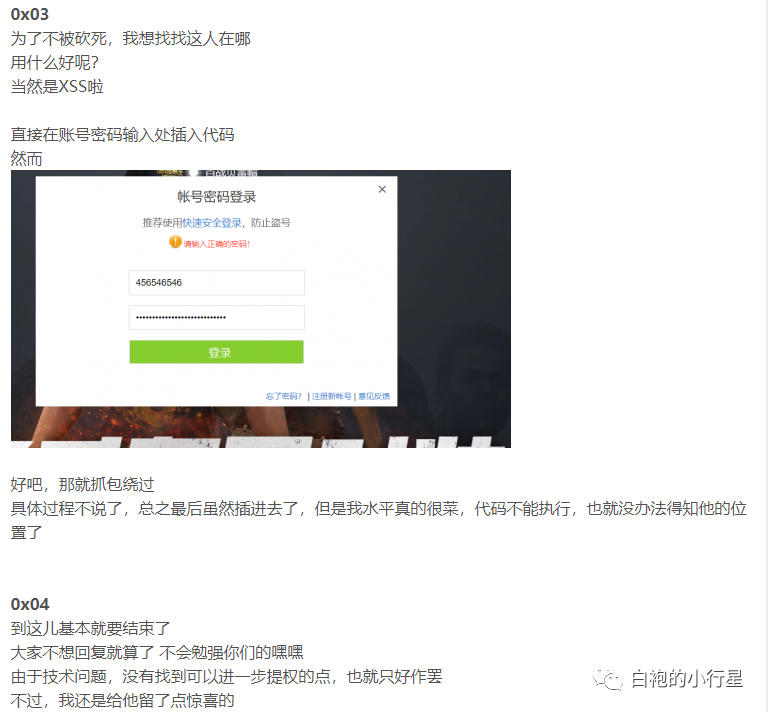 0x03
为了不被砍死，我想找找这人在哪
用什么好呢？
当然是XSS啦
直接在账号密码输入处插入代码
然而
帐号密码登录
×
推荐使用快速安全登录，防止盗号
请输入正确的密码！
456546546
登录
忘了密码？ | 注册新帐号 | 意见反馈
好吧，那就抓包绕过
具体过程不说了，总之最后虽然插进去了，但是我水平真的很菜，代码不能执行，也就没办法得知他的位
置了
0x04
到这儿基本就要结束了
大家不想回复就算了 不会勉强你们的嘿嘿
由于技术问题，没有找到可以进一步提权的点，也就只好作罢
白袍的小行星
不过，我还是给他留了点惊喜的